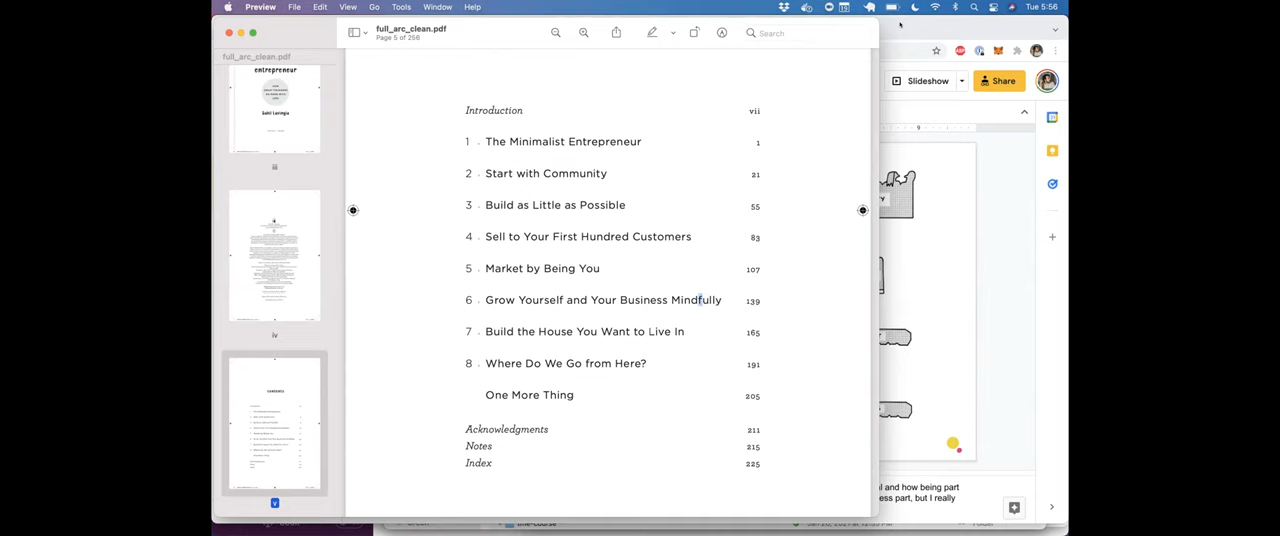 Preview File Edit View Go Tools Window Help Tue 5:56
full_arc_clean.pdf
Page 5 of 256
Search
full_arc_clean.pdf
entrepreneur
Sahil Lavingia
iii
iv
CONTENTS
v
Introduction vii
1 . The Minimalist Entrepreneur 1
2 . Start with Community 21
3 . Build as Little as Possible 55
4 . Sell to Your First Hundred Customers 83
5 . Market by Being You 107
6 . Grow Yourself and Your Business Mindfully 139
7 . Build the House You Want to Live In 165
8 . Where Do We Go from Here? 191
One More Thing 205
Acknowledgments 211
Notes 215
Index 225
Slideshow
Share
9
al and how being part
ess part, but I really